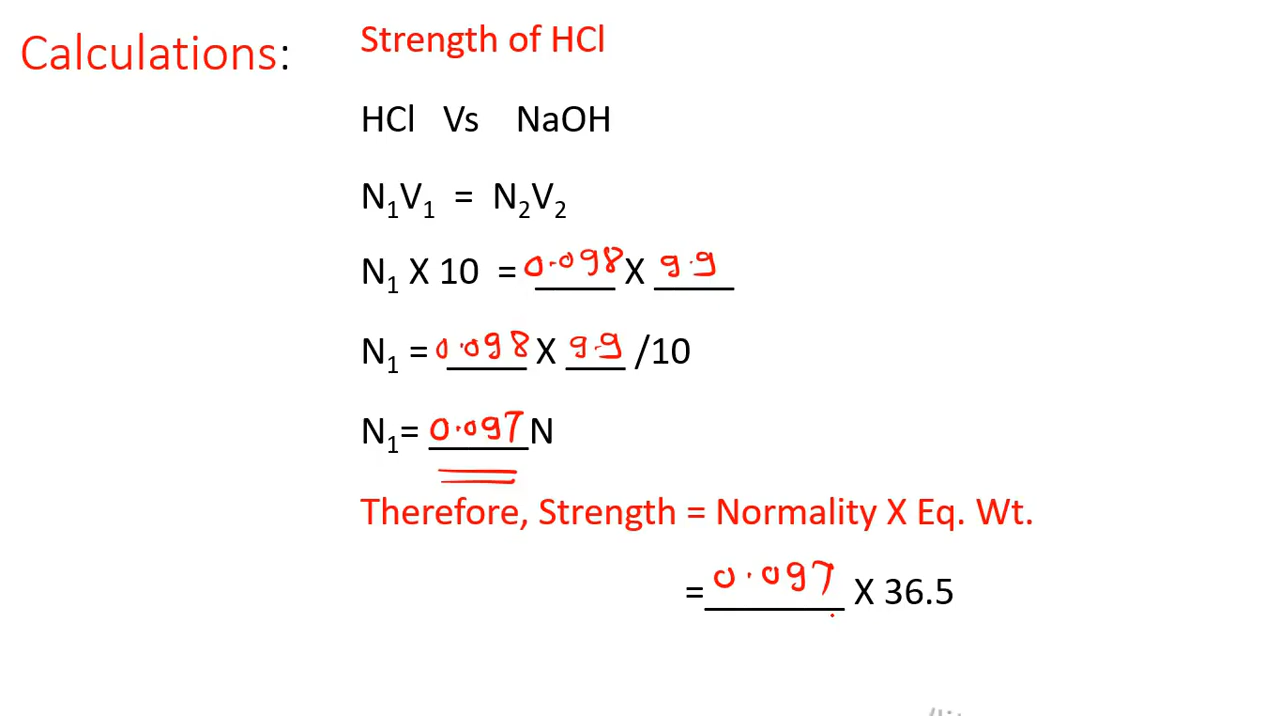 Calculations:
Strength of HCl
HCl Vs NaOH
N₁V₁ = N₂V₂
N₁ X 10 = 0.098 X 9.9
N₁ = 0.098 X 9.9 /10
N₁= 0.097 N
Therefore, Strength = Normality X Eq. Wt.
= 0.097 X 36.5